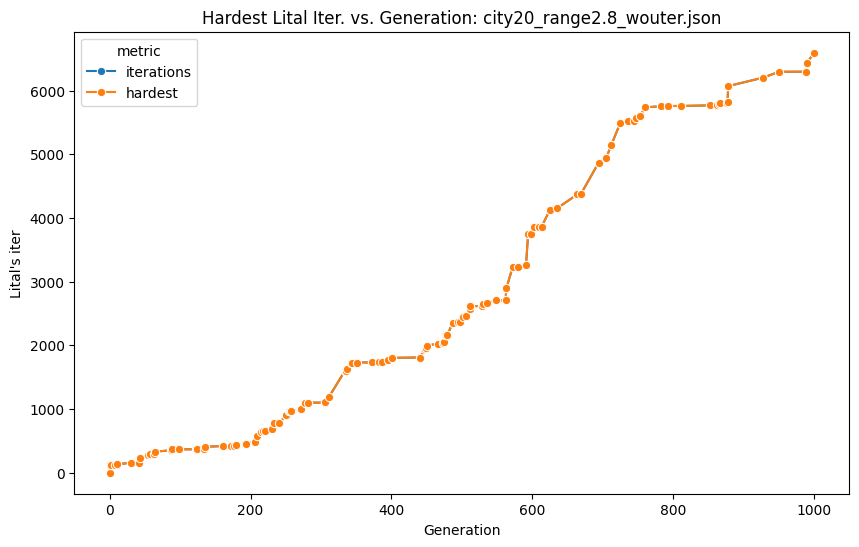 Hardest Lital Iter. vs. Generation: city20_range2.8_wouter.json
metric
iterations
hardest
Lital's iter
6000
5000
4000
3000
2000
1000
0
0 200 400 600 800 1000
Generation